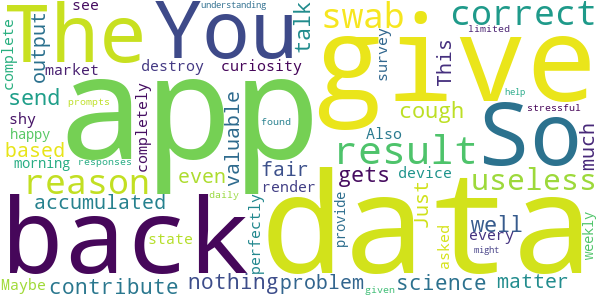 understanding
The You see talk swab correct
complete output market destroy curiosity survey This limited
app give so
send prompts completely valuable cough much found help
shy happy based morning responses even fair Also result gets device stressful
reason daily render Just useless
back data
accumulated state perfectly provide asked well every might weekly
Maybe contribute nothing problem given science matter